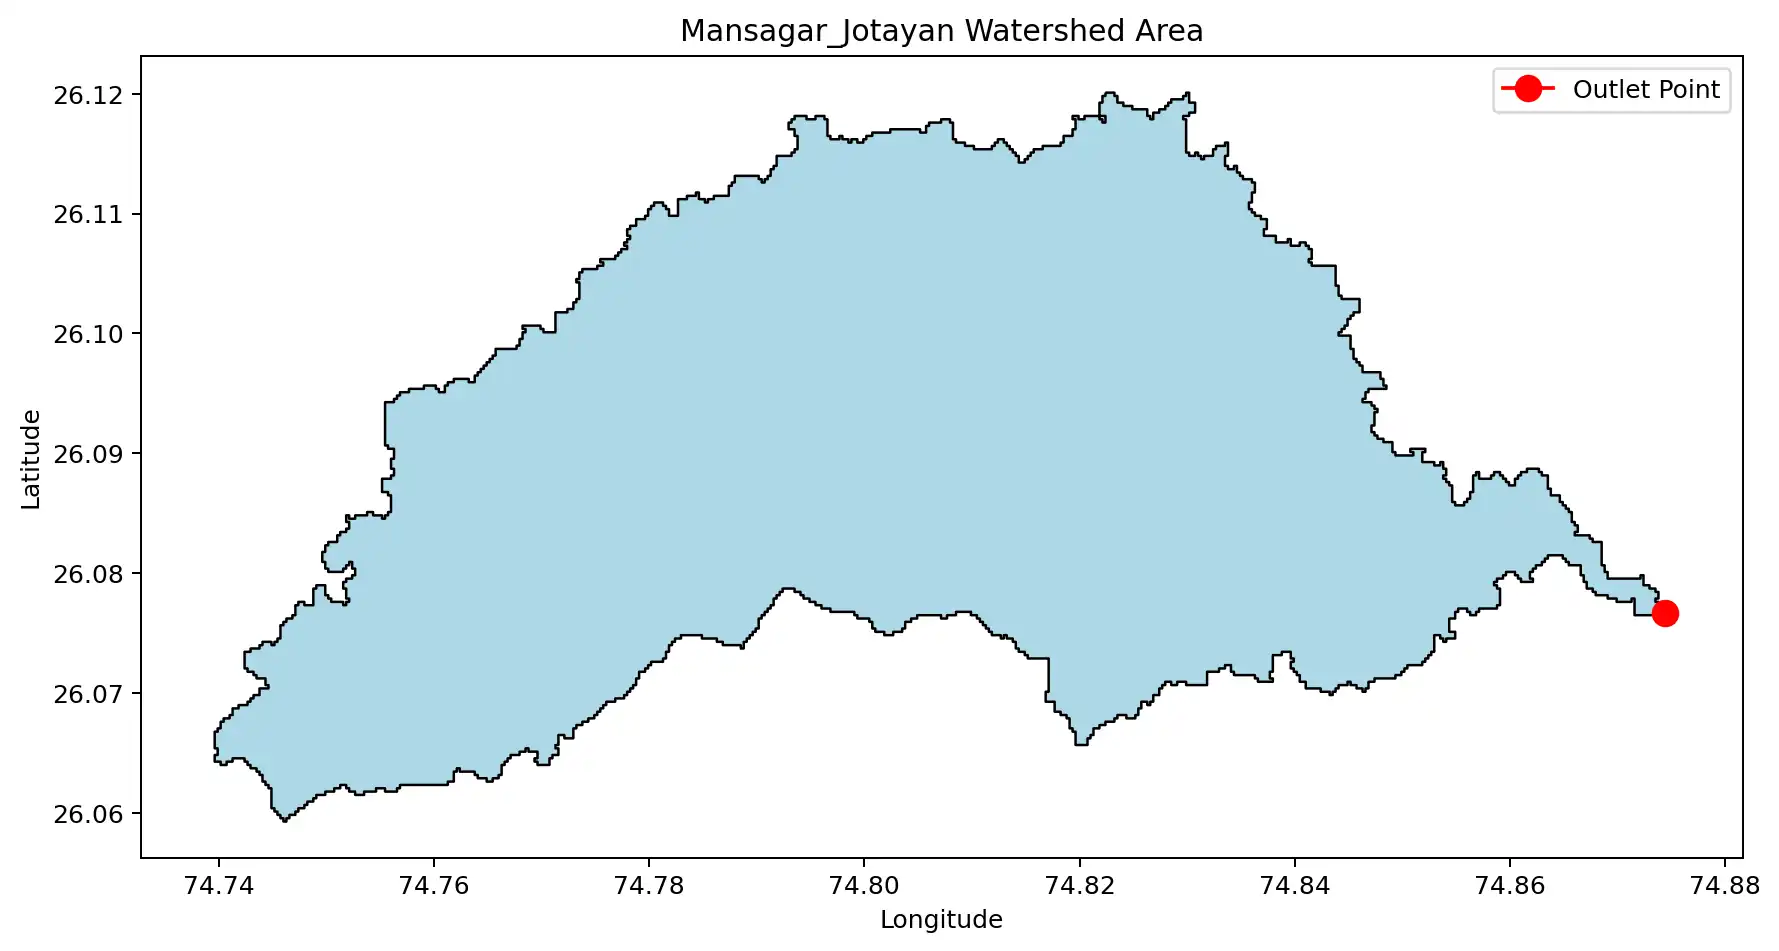 Mansagar_Jotayan Watershed Area
Outlet Point
26.12
26.11
26.10
26.09
26.08
26.07
26.06
Latitude
74.74 74.76 74.78 74.80 74.82 74.84 74.86 74.88
Longitude